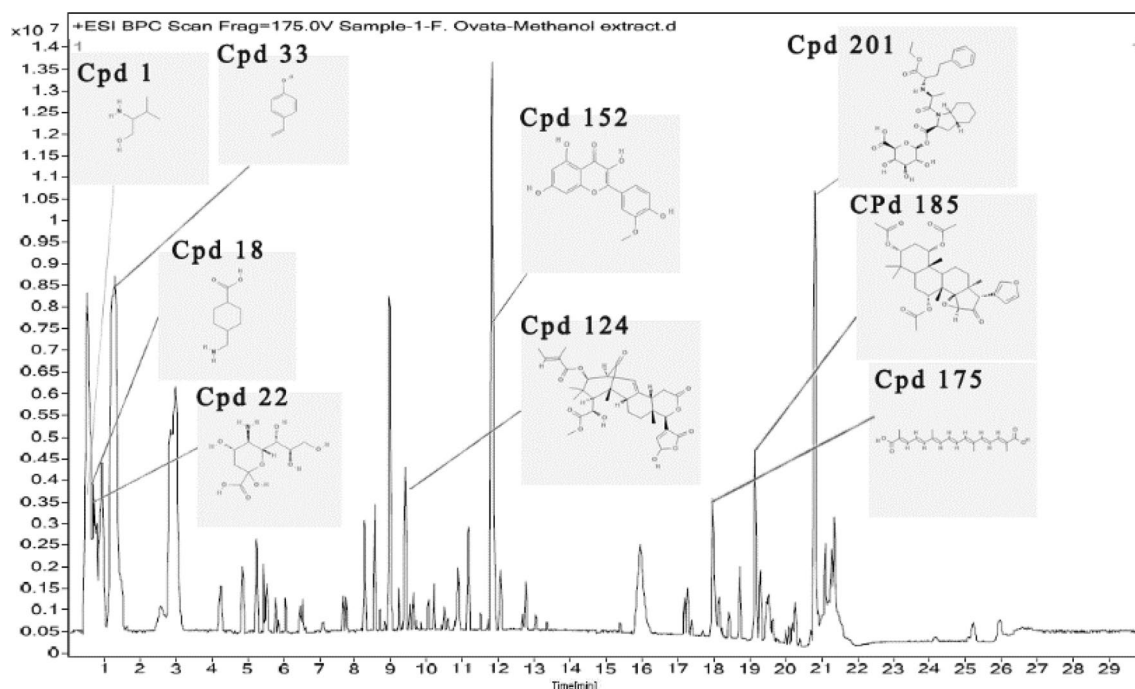 ×10 7
+ESI BPC Scan Frag=175.0V Sample-1-F. Ovata-Methanol extract.d
1
1.4
1.35
1.3
1.25
1.2
1.15
1.1
1.05
1
0.95
0.9
0.85
0.8
0.75
0.7
0.65
0.6
0.55
0.5
0.45
0.4
0.35
0.3
0.25
0.2
0.15
0.1
0.05
0
Cpd 1
Cpd 33
Cpd 201
Cpd 152
CPd 185
Cpd 18
Cpd 124
Cpd 175
Cpd 22
1 2 3 4 5 6 7 8 9 10 11 12 13 14 15 16 17 18 19 20 21 22 23 24 25 26 27 28 29
Time[min]